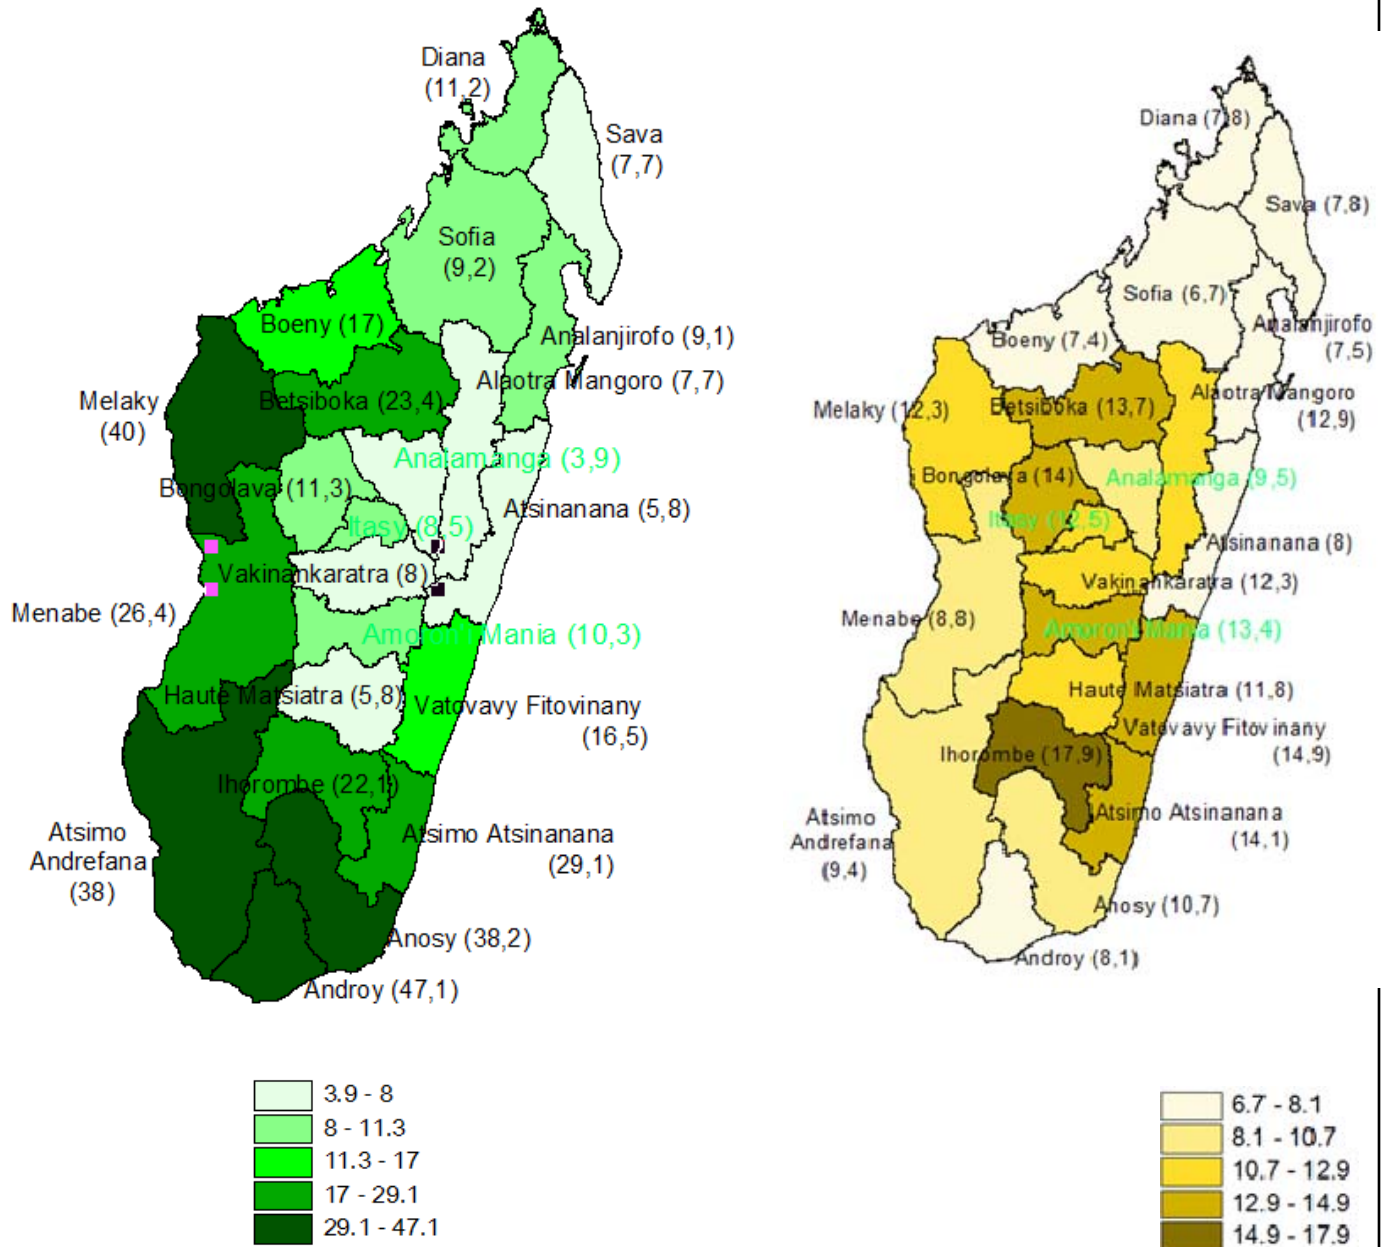 Diana
(11,2)
Sava
(7,7)
Sofia
(9,2)
Boeny (17)
Analanjirofo (9,1)
Alaotra Mangoro (7,7)
Melaky
(40)
Betsiboka (23,4)
Analamanga (3,9)
Bongolava (11,3)
Atsinanana (5,8)
Itasy (8,5)
Vakinankaratra (8)
Menabe (26,4)
Amoron'i Mania (10,3)
Haute Matsiatra (5,8)
Vatovavy Fitovinany
(16,5)
Ihorombe (22,1)
Atsimo
Andrefana
(38)
Atsimo Atsinanana
(29,1)
Anosy (38,2)
Androy (47,1)
3.9 - 8
8 - 11.3
11.3 - 17
17 - 29.1
29.1 - 47.1
Diana (7,8)
Sava (7,8)
Sofia (6,7)
Boeny (7,4)
Analanjirofo
(7,5)
Alaotra Mangoro
(12,9)
Melaky (12,3)
Betsiboka (13,7)
Bongolava (14)
Analamanga (9,5)
Itasy (12,5)
Atsinanana (8)
Vakinankaratra (12,3)
Menabe (8,8)
Amoron'i Mania (13,4)
Haute Matsiatra (11,8)
Vatovavy Fitovinany
(14,9)
Ihorombe (17,9)
Atsimo
Andrefana
(9,4)
Atsimo Atsinanana
(14,1)
Anosy (10,7)
Androy (8,1)
6.7 - 8.1
8.1 - 10.7
10.7 - 12.9
12.9 - 14.9
14.9 - 17.9